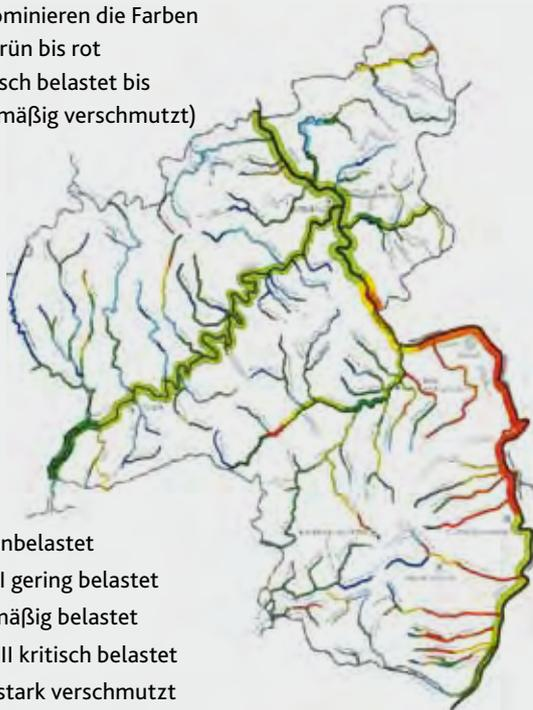 ominieren die Farben
rün bis rot
sch belastet bis
mäßig verschmutzt)
nbelastet
I gering belastet
mäßig belastet
II kritisch belastet
stark verschmutzt